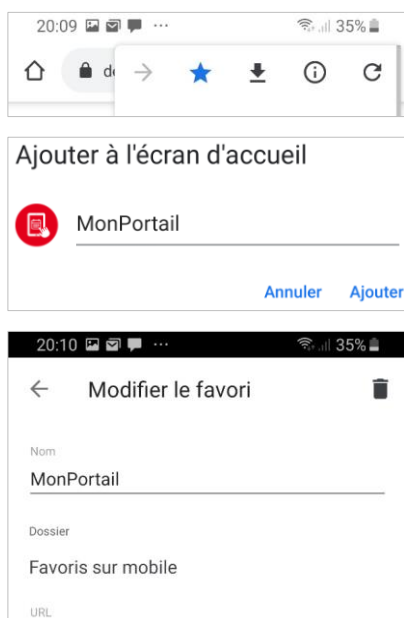 20:09 ... 35%
de
Ajouter à l'écran d'accueil
MonPortail
Annuler Ajouter
20:10 ... 35%
Modifier le favori
Nom
MonPortail
Dossier
Favoris sur mobile
URL